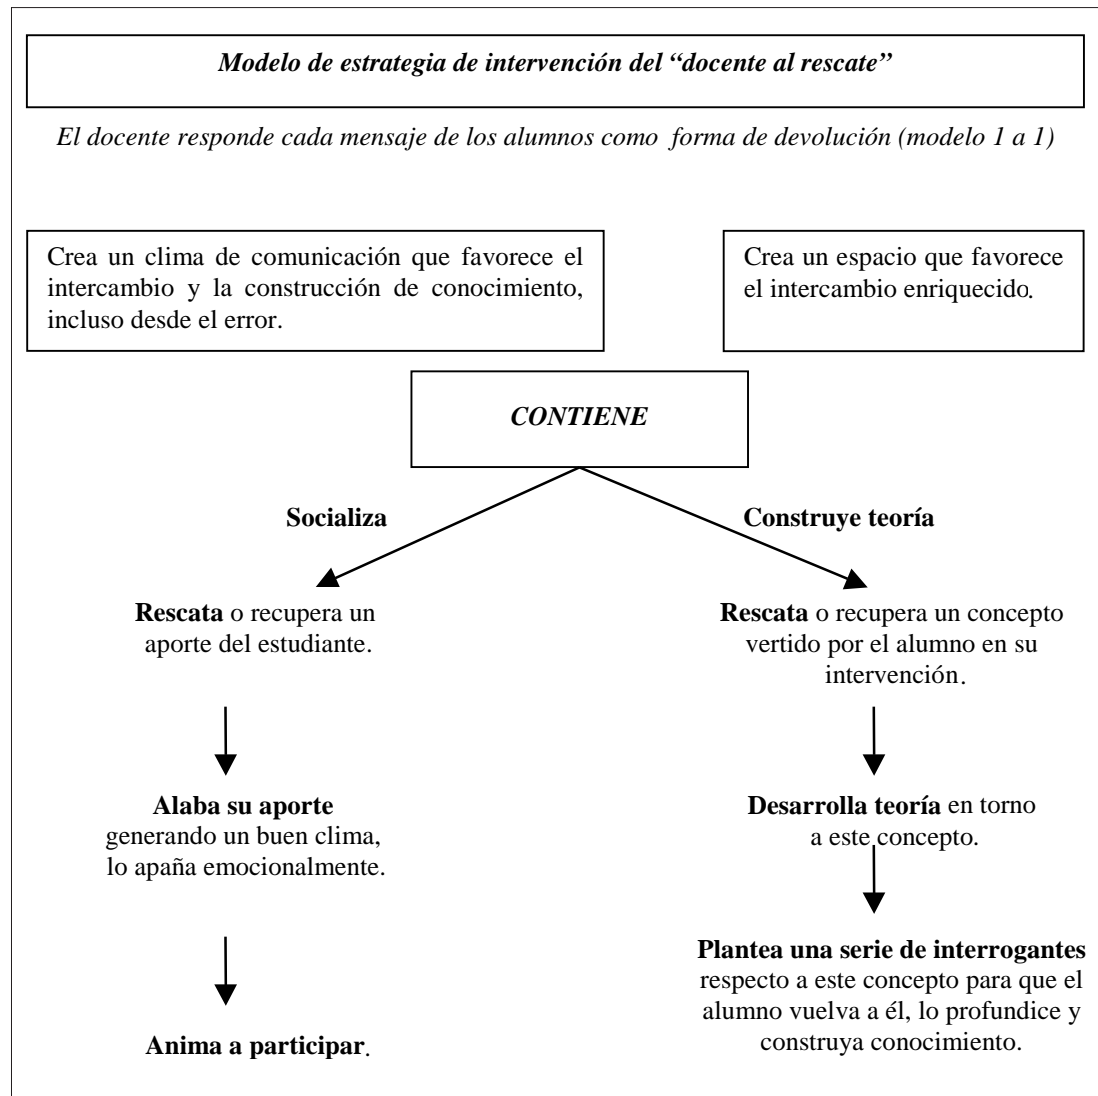 Modelo de estrategia de intervención del “docente al rescate”
El docente responde cada mensaje de los alumnos como forma de devolución (modelo 1 a 1)
Crea un clima de comunicación que favorece el
intercambio y la construcción de conocimiento,
incluso desde el error.
Crea un espacio que favorece
el intercambio enriquecido.
CONTIENE
Socializa
Construye teoría
Rescata o recupera un
aporte del estudiante.
Rescata o recupera un concepto
vertido por el alumno en su
intervención.
Alaba su aporte
generando un buen clima,
lo apaña emocionalmente.
Desarrolla teoría en torno
a este concepto.
Anima a participar.
Plantea una serie de interrogantes
respecto a este concepto para que el
alumno vuelva a él, lo profundice y
construya conocimiento.